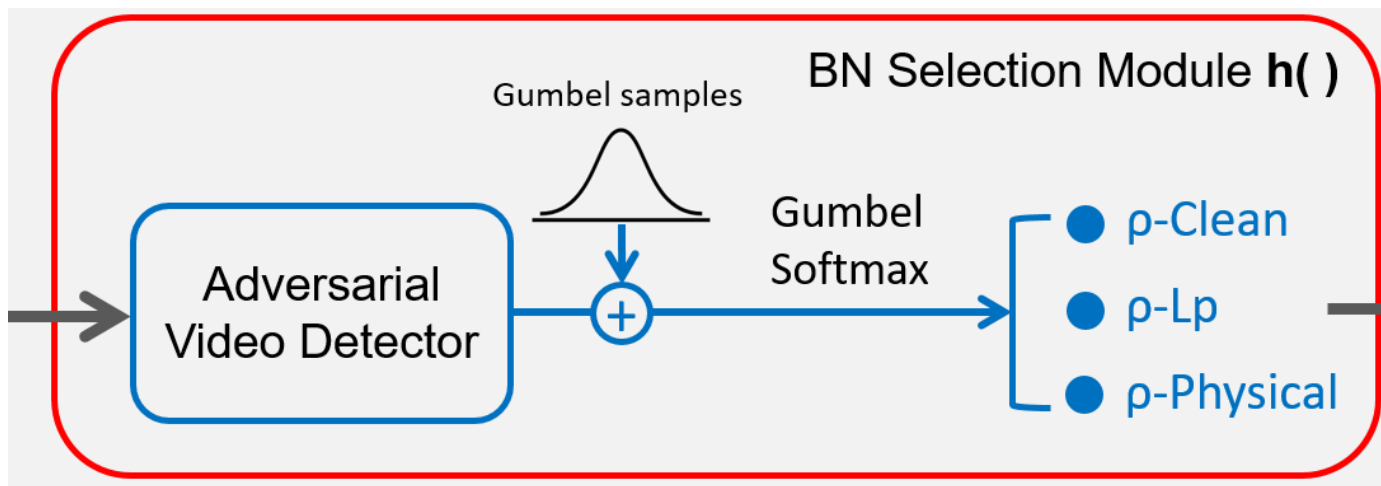 BN Selection Module h( )
Gumbel samples
Adversarial
Video Detector
+
Gumbel
Softmax
ρ-Clean
ρ-Lp
ρ-Physical